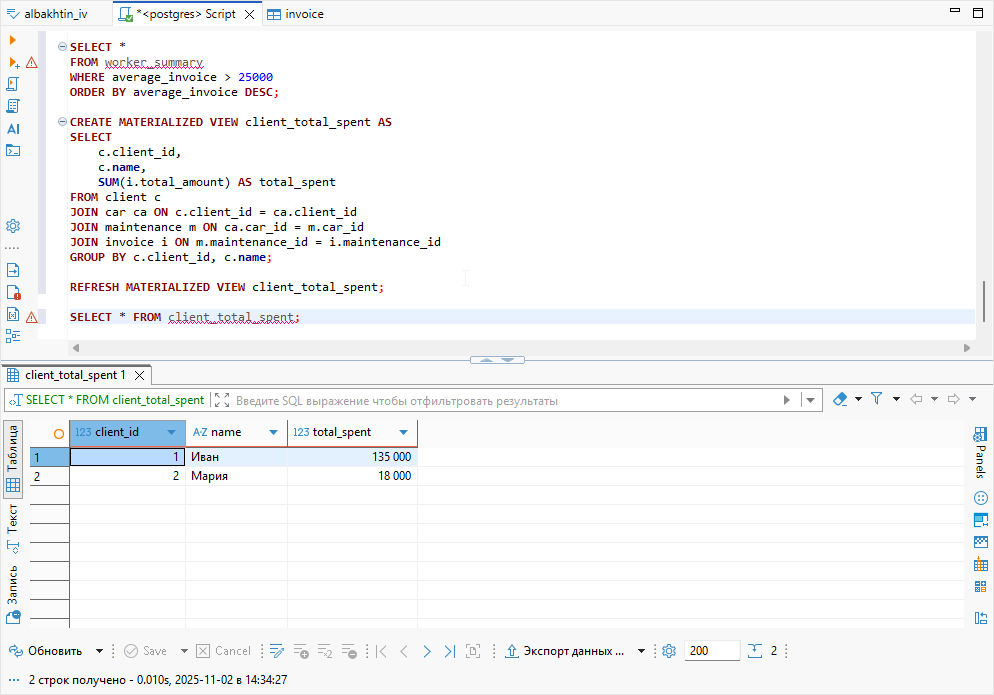 albakhtin_iv
*<postgres> Script
invoice
SELECT *
FROM worker_summary
WHERE average_invoice > 25000
ORDER BY average_invoice DESC;
CREATE MATERIALIZED VIEW client_total_spent AS
SELECT
c.client_id,
c.name,
SUM(i.total_amount) AS total_spent
FROM client c
JOIN car ca ON c.client_id = ca.client_id
JOIN maintenance m ON ca.car_id = m.car_id
JOIN invoice i ON m.maintenance_id = i.maintenance_id
GROUP BY c.client_id, c.name;
REFRESH MATERIALIZED VIEW client_total_spent;
SELECT * FROM client_total_spent;
AI
client_total_spent 1
SELECT * FROM client_total_spent
Введите SQL выражение чтобы отфильтровать результаты
Таблица
Текст
Запись
123 client_id
A-Z name
123 total_spent
1 1 Иван 135 000
2 2 Мария 18 000
Panels
Обновить
Save
Cancel
Экспорт данных ...
200
2
2 строк получено - 0.010s, 2025-11-02 в 14:34:27